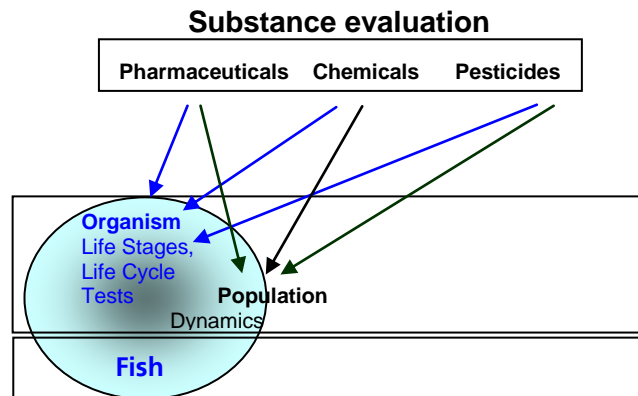 Substance evaluation
Pharmaceuticals Chemicals Pesticides
Organism
Life Stages,
Life Cycle
Tests
Population
Dynamics
Fish